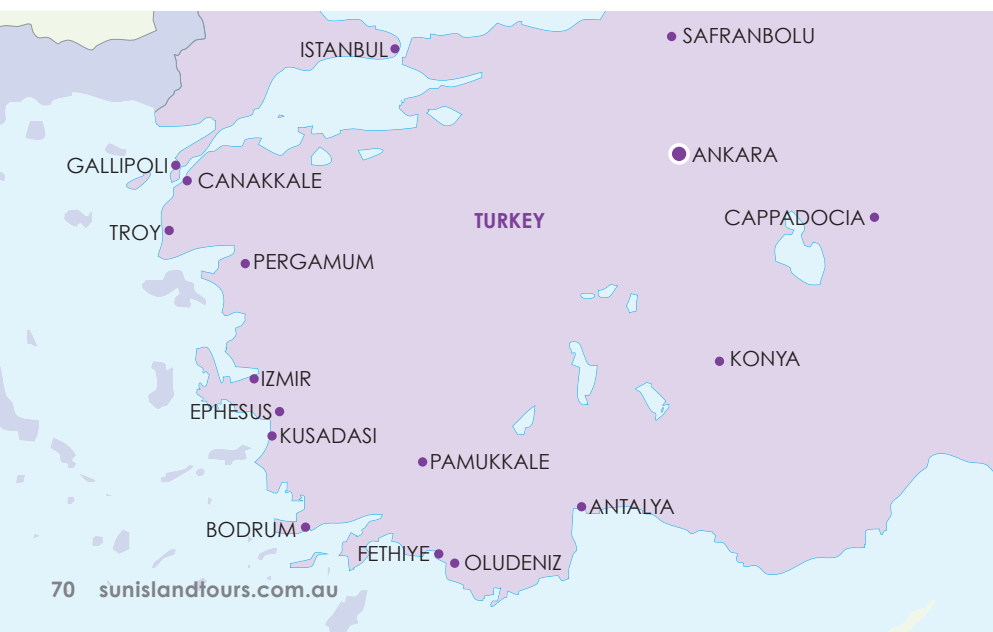 SAFRANBOLU
ISTANBUL
ANKARA
GALLIPOLI
CANAKKALE
CAPPADOCIA
TURKEY
TROY
PERGAMUM
KONYA
IZMIR
EPHESUS
KUSADASI
PAMUKKALE
ANTALYA
BODRUM
FETHIYE
OLUDENIZ
70 sunislandtours.com.au